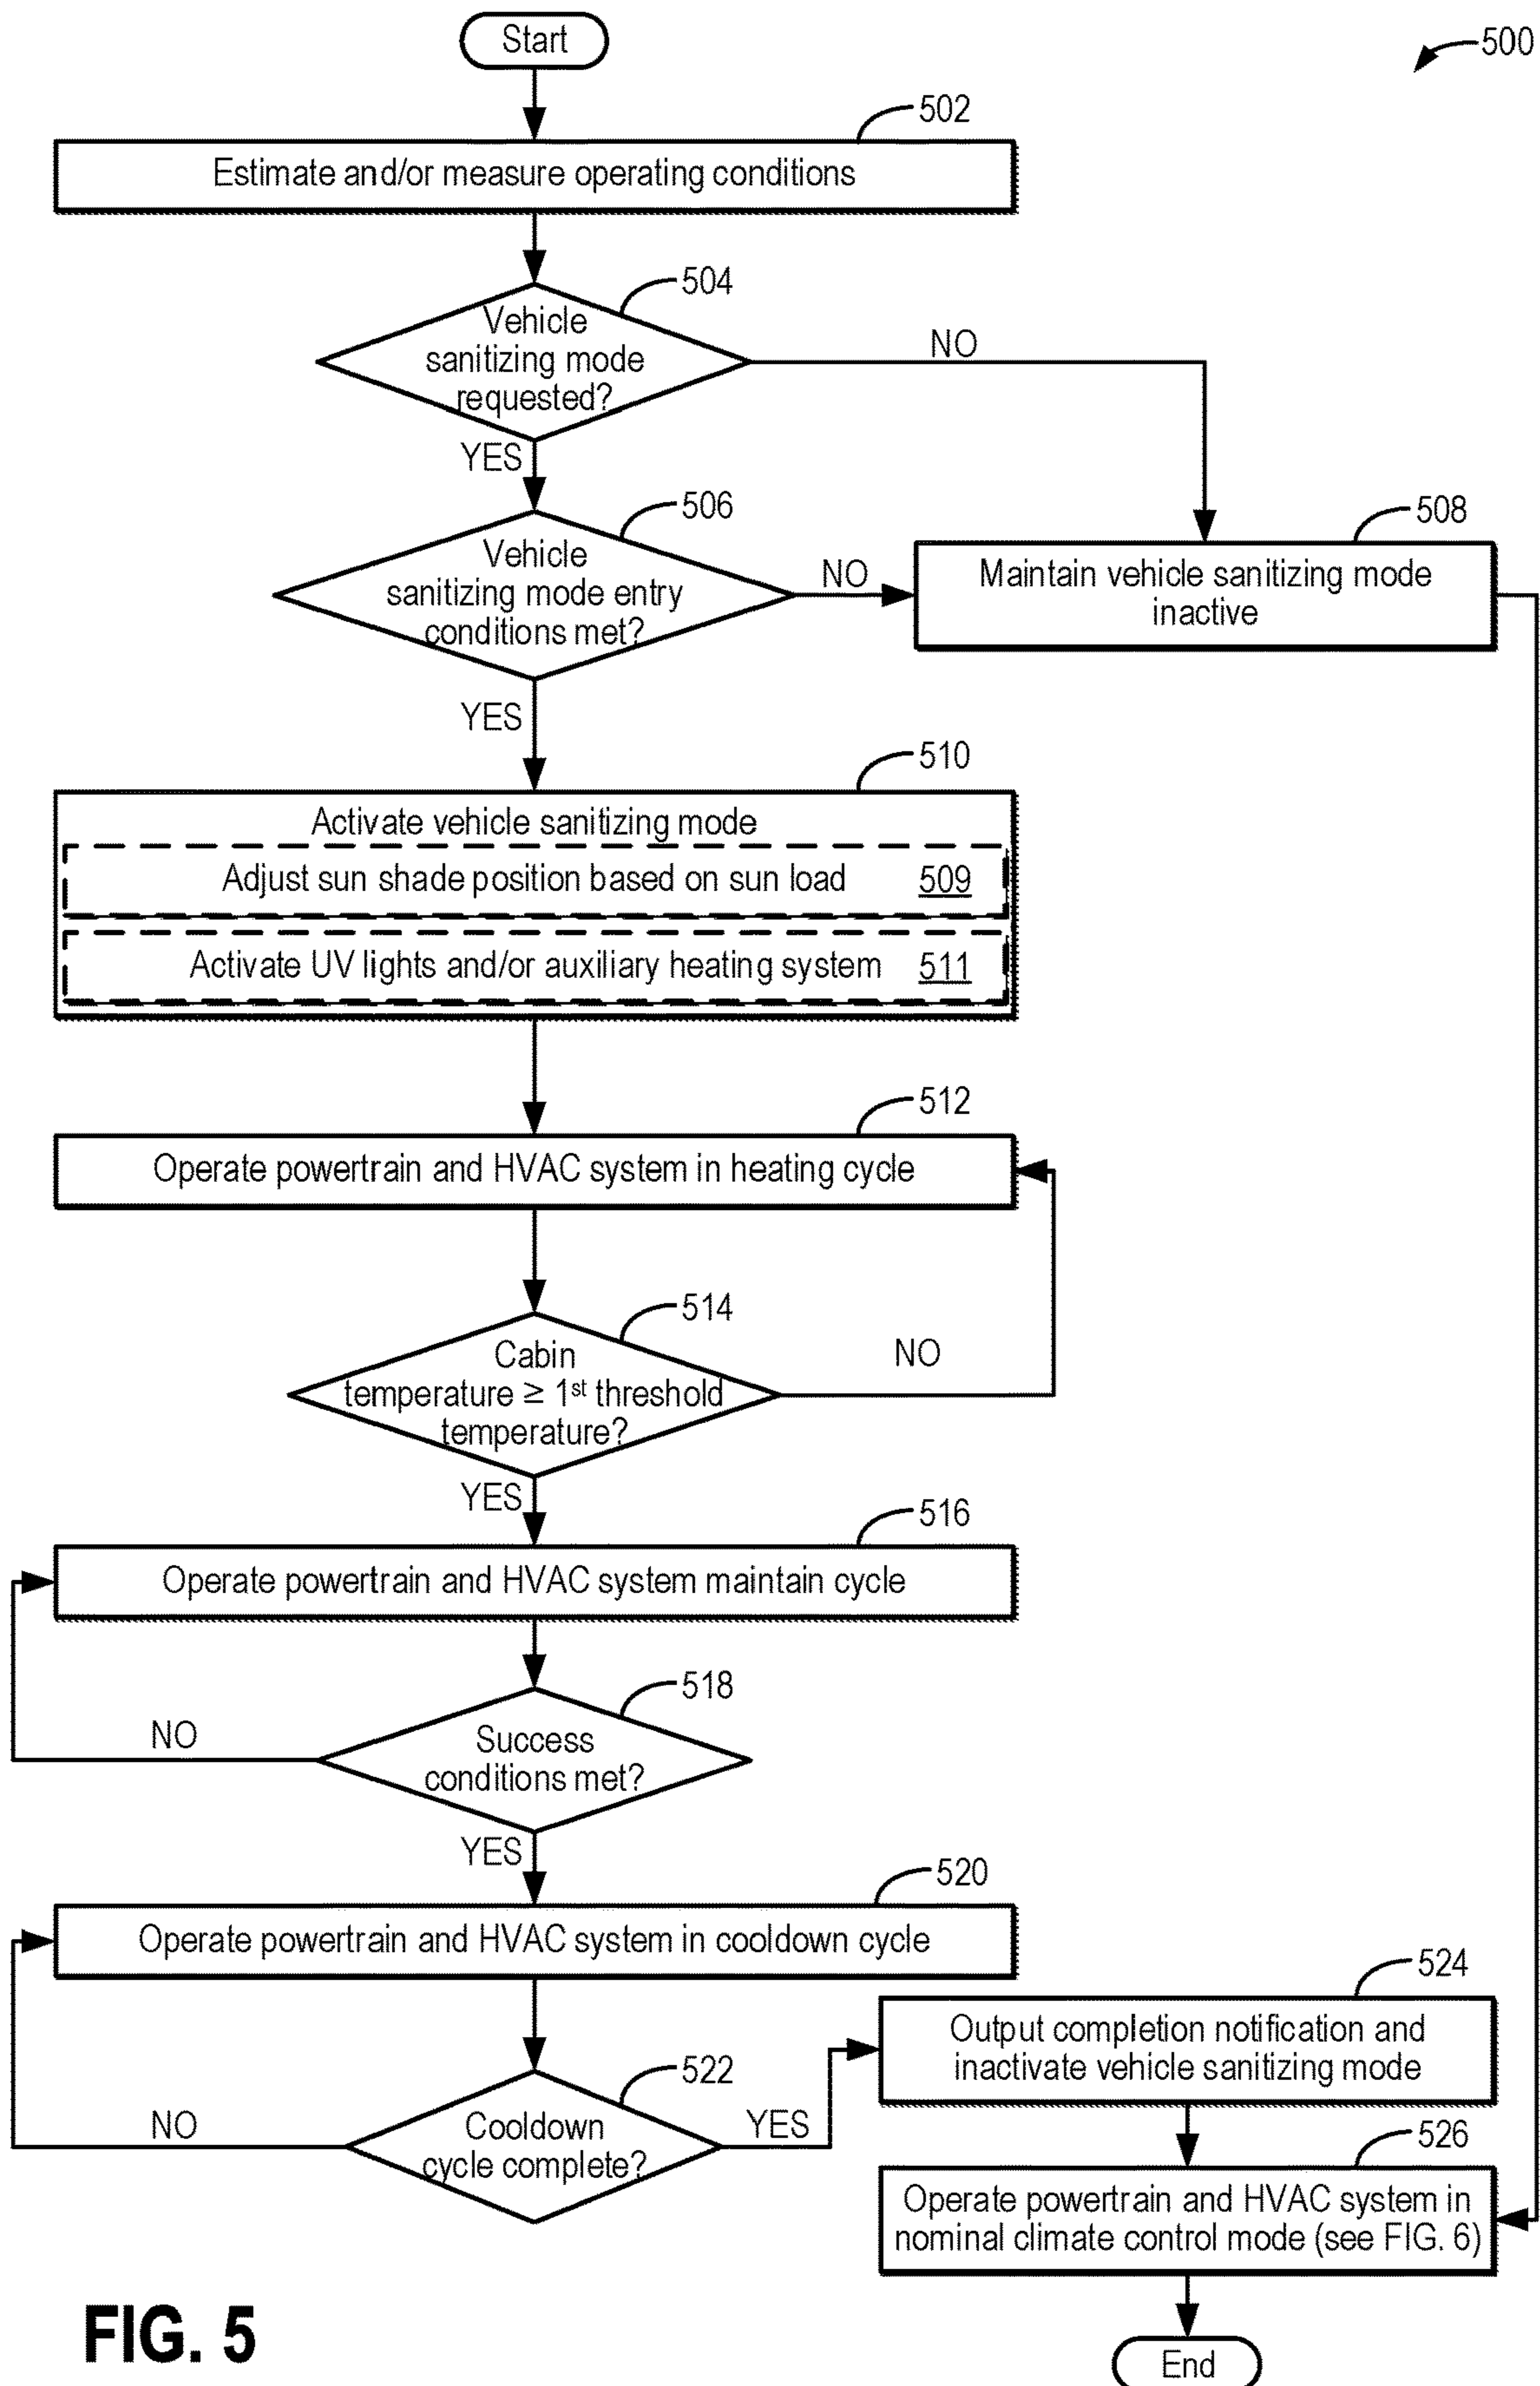 Start
500
502
Estimate and/or measure operating conditions
504
Vehicle
sanitizing mode
requested?
NO
YES
506
Vehicle
sanitizing mode entry
conditions met?
NO
508
Maintain vehicle sanitizing mode
inactive
YES
510
Activate vehicle sanitizing mode
Adjust sun shade position based on sun load 509
Activate UV lights and/or auxiliary heating system 511
512
Operate powertrain and HVAC system in heating cycle
514
Cabin
temperature ≥ 1st threshold
temperature?
NO
YES
516
Operate powertrain and HVAC system maintain cycle
518
Success
conditions met?
NO
YES
520
Operate powertrain and HVAC system in cooldown cycle
522
Cooldown
cycle complete?
NO
YES
524
Output completion notification and
inactivate vehicle sanitizing mode
526
Operate powertrain and HVAC system in
nominal climate control mode (see FIG. 6)
End
FIG. 5